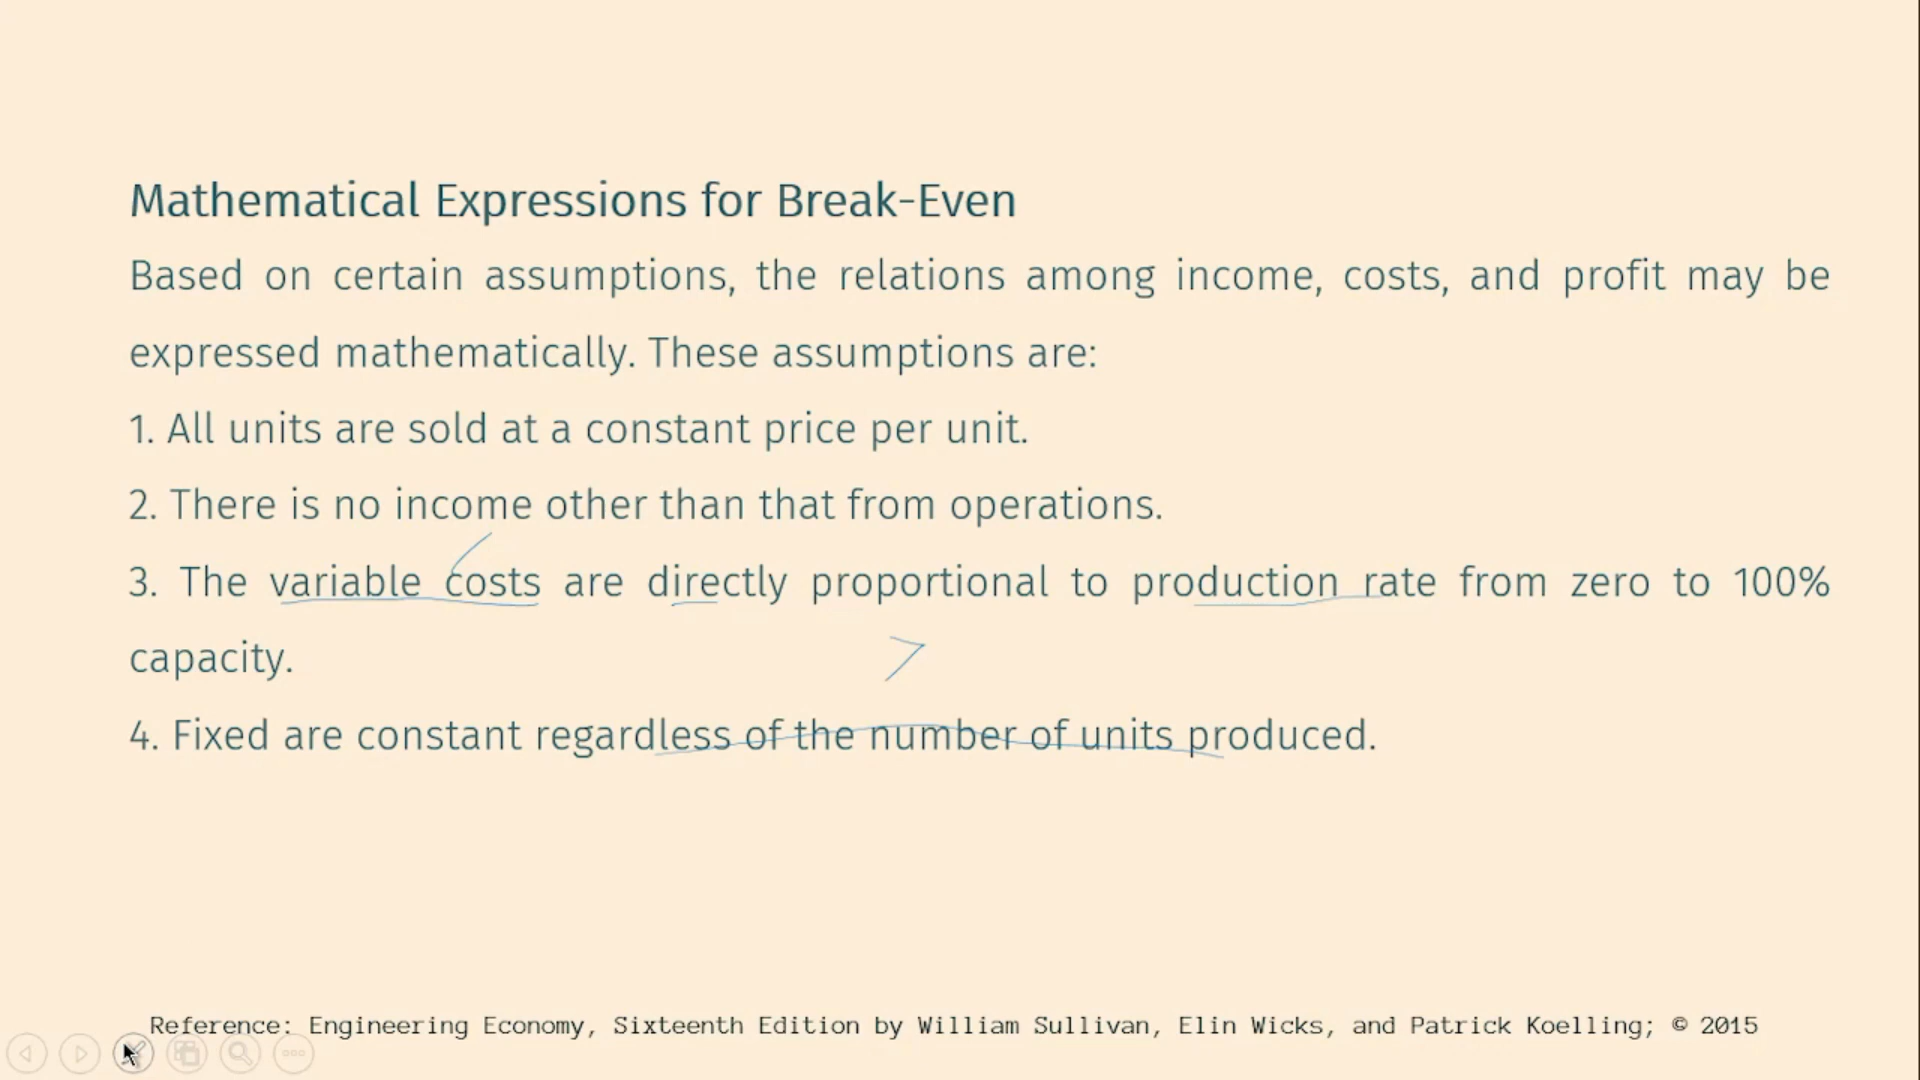 Mathematical Expressions for Break-Even
Based on certain assumptions, the relations among income, costs, and profit may be
expressed mathematically. These assumptions are:
1. All units are sold at a constant price per unit.
2. There is no income other than that from operations.
3. The variable costs are directly proportional to production rate from zero to 100%
capacity.
4. Fixed are constant regardless of the number of units produced.
Reference: Engineering Economy, Sixteenth Edition by William Sullivan, Elin Wicks, and Patrick Koelling; © 2015